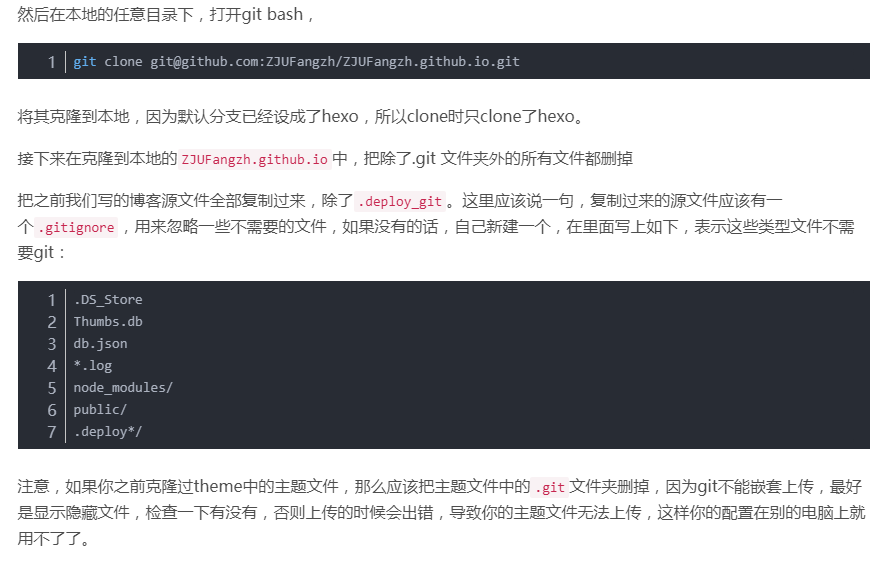 然后在本地的任意目录下，打开git bash，
1 git clone git@github.com:ZJUFangzh/ZJUFangzh.github.io.git
将其克隆到本地，因为默认分支已经设成了hexo，所以clone时只clone了hexo。
接下来在克隆到本地的ZJUFangzh.github.io中，把除了.git 文件夹外的所有文件都删掉
把之前我们写的博客源文件全部复制过来，除了.deploy_git。这里应该说一句，复制过来的源文件应该有一
个.gitignore，用来忽略一些不需要的文件，如果没有的话，自己新建一个，在里面写上如下，表示这些类型文件不需
要git：
1 .DS_Store
2 Thumbs.db
3 db.json
4 *.log
5 node_modules/
6 public/
7 .deploy*/
注意，如果你之前克隆过theme中的主题文件，那么应该把主题文件中的.git文件夹删掉，因为git不能嵌套上传，最好
是显示隐藏文件，检查一下有没有，否则上传的时候会出错，导致你的主题文件无法上传，这样你的配置在别的电脑上就
用不了了。